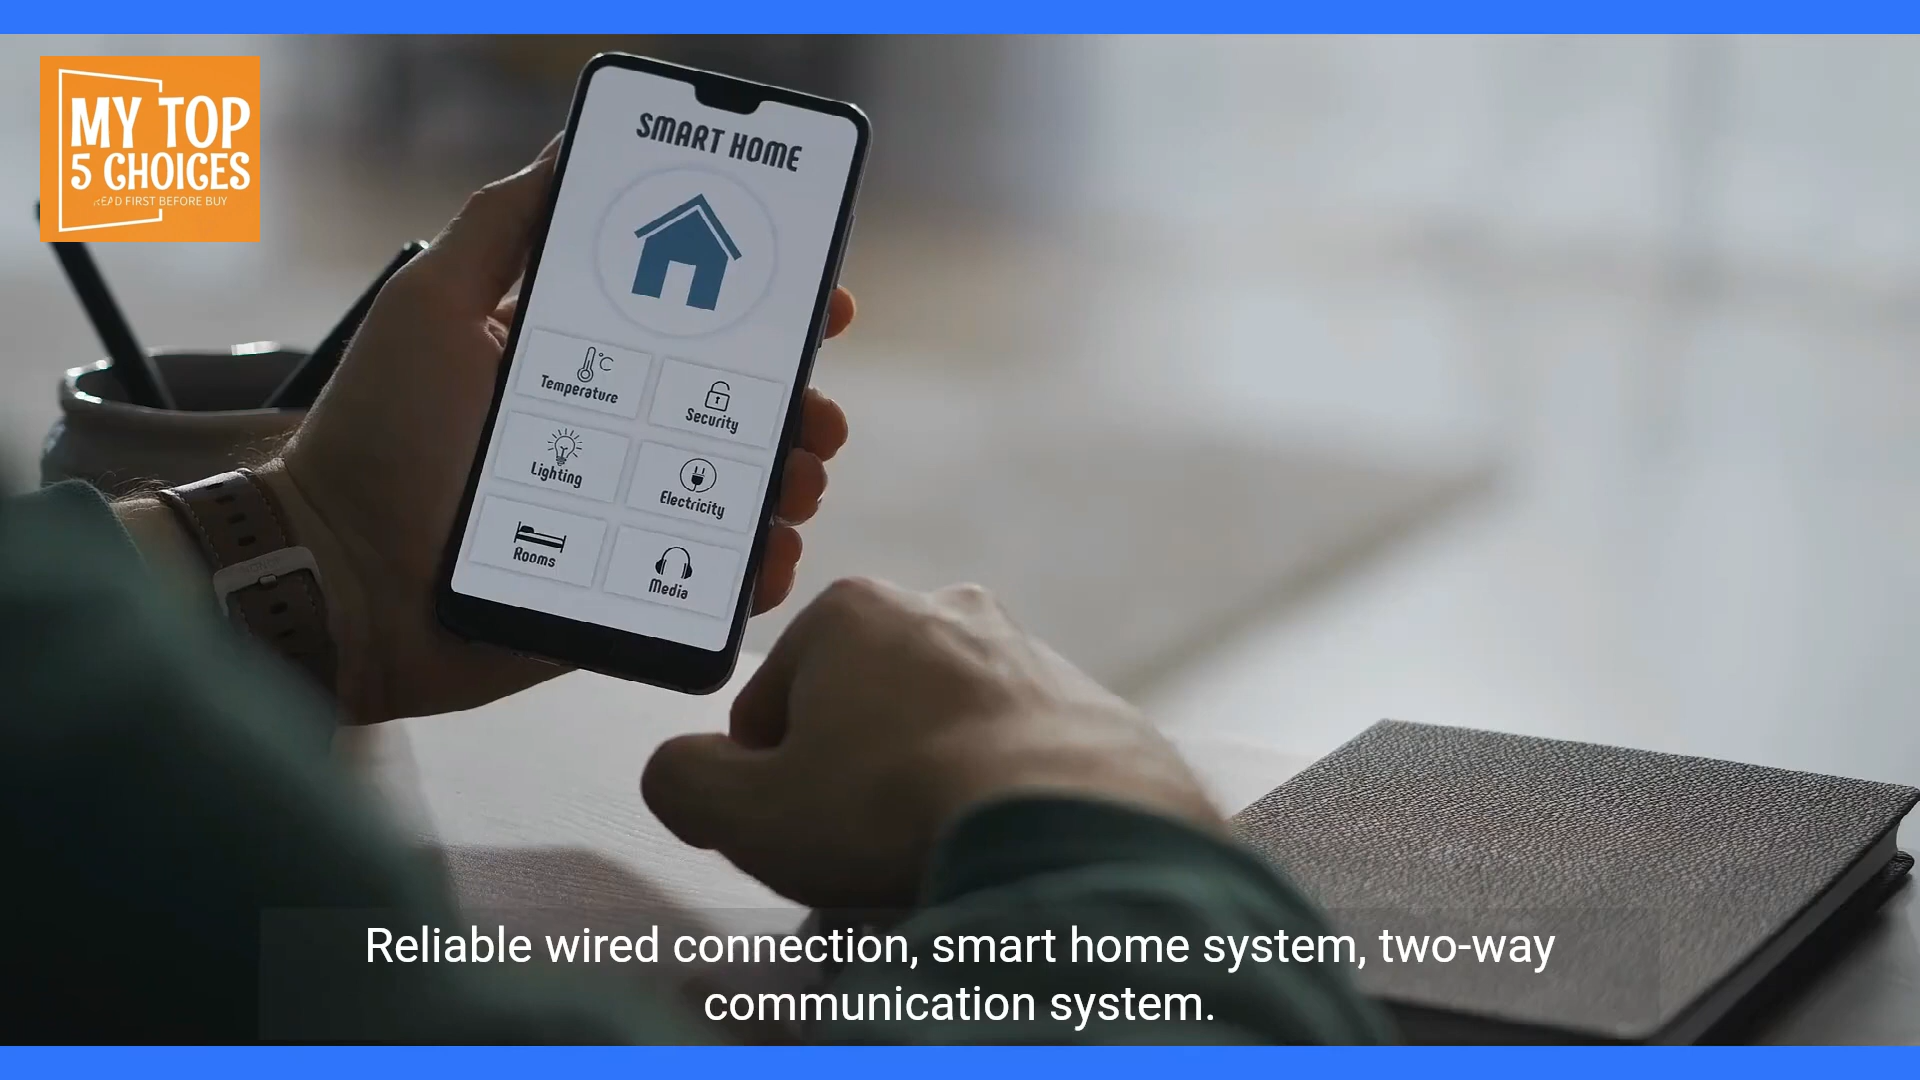 MY TOP
5 CHOICES
READ FIRST BEFORE BUY
SMART HOME
°C
Temperature
Security
Lighting
Electricity
Rooms
Media
Reliable wired connection, smart home system, two-way
communication system.